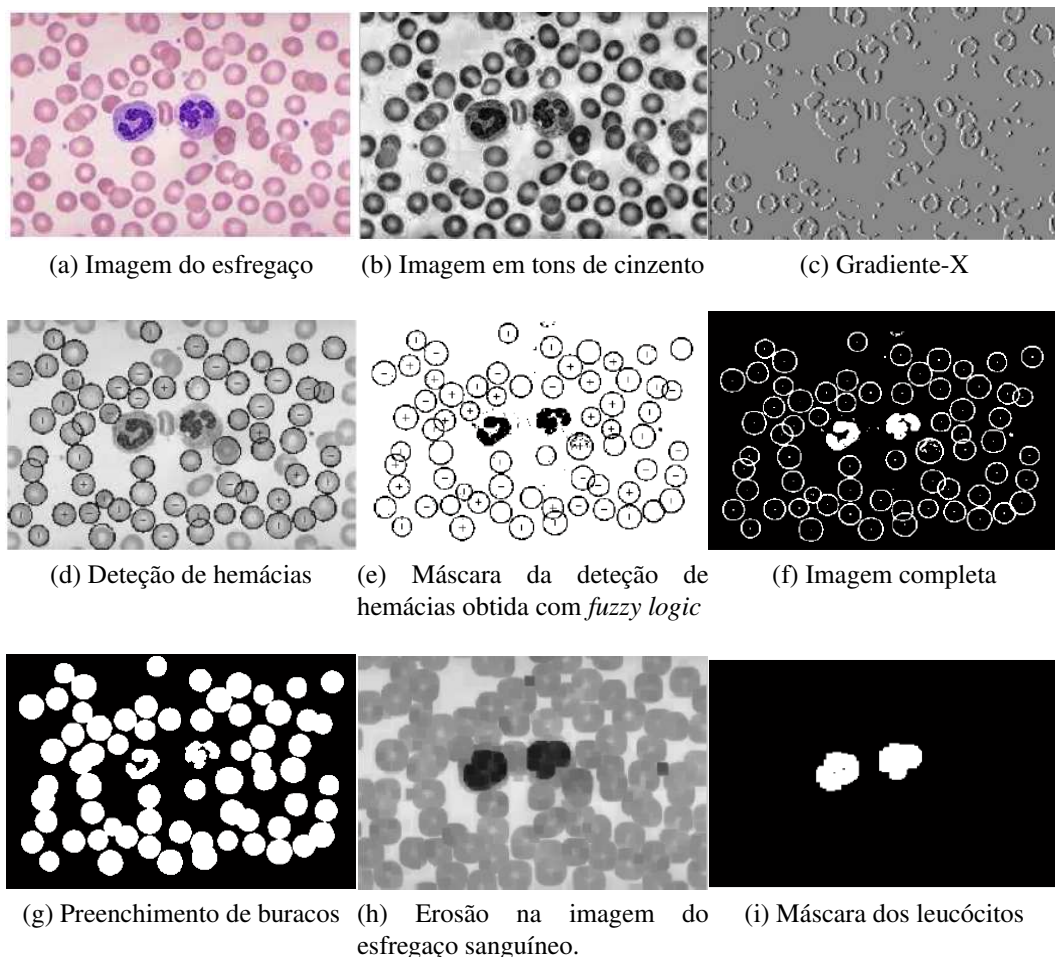 (a) Imagem do esfregaço
(b) Imagem em tons de cinzento
(c) Gradiente-X
(d) Deteção de hemácias
(e) Máscara da deteção de
hemácias obtida com fuzzy logic
(f) Imagem completa
(g) Preenchimento de buracos
(h) Erosão na imagem do
esfregaço sanguíneo.
(i) Máscara dos leucócitos